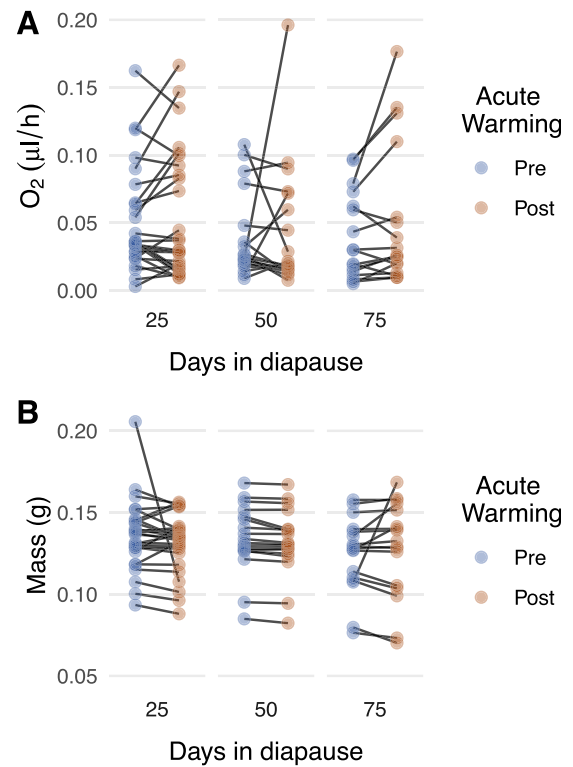 A
0.20
0.15
0.10
0.05
0.00
O₂ (µl/h)
25 50 75
Days in diapause
Acute
Warming
Pre
Post
B
0.20
0.15
0.10
0.05
Mass (g)
25 50 75
Days in diapause
Acute
Warming
Pre
Post